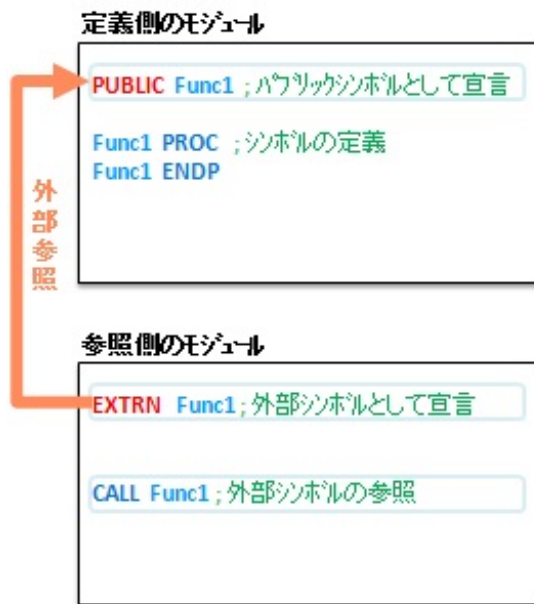 定義側のﾓｼﾞｭｰﾙ
PUBLIC Func1 ; ﾊﾟﾌﾞﾘｯｸｼﾝﾎﾞﾙとして宣言
Func1 PROC ; ｼﾝﾎﾞﾙの定義
Func1 ENDP
外部参照
参照側のﾓｼﾞｭｰﾙ
EXTRN Func1 ; 外部ｼﾝﾎﾞﾙとして宣言
CALL Func1 ; 外部ｼﾝﾎﾞﾙの参照